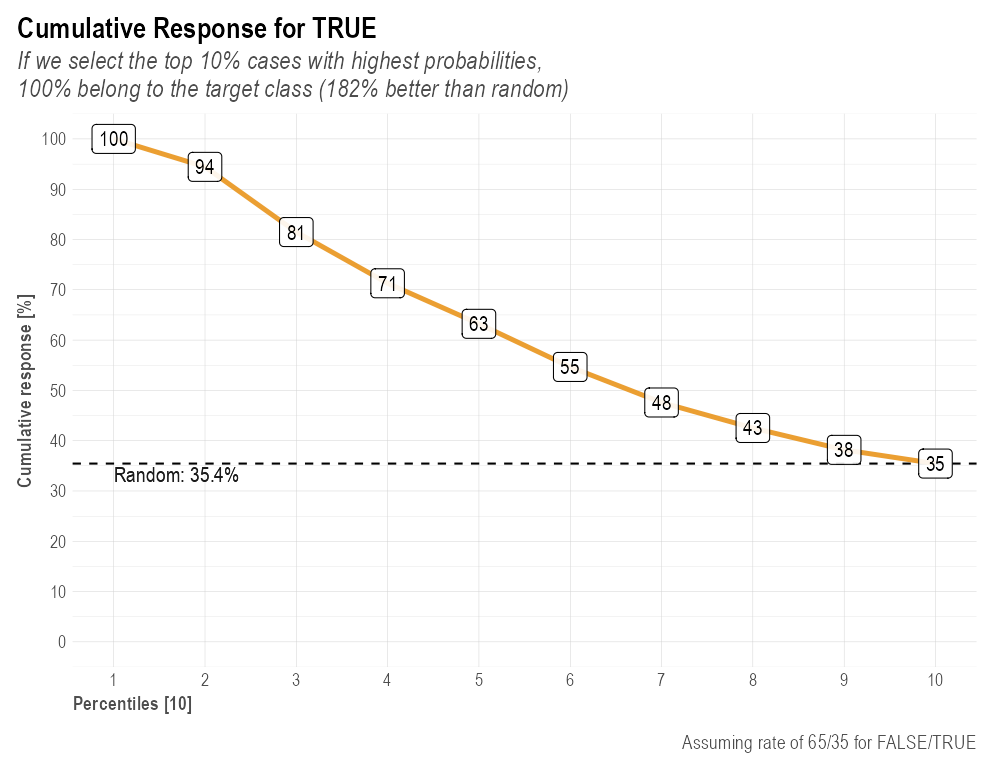 Cumulative Response for TRUE
If we select the top 10% cases with highest probabilities,
100% belong to the target class (182% better than random)
Cumulative response [%]
100
90
80
70
60
50
40
30
20
10
0
100
94
81
71
63
55
48
43
38
35
Random: 35.4%
1 2 3 4 5 6 7 8 9 10
Percentiles [10]
Assuming rate of 65/35 for FALSE/TRUE